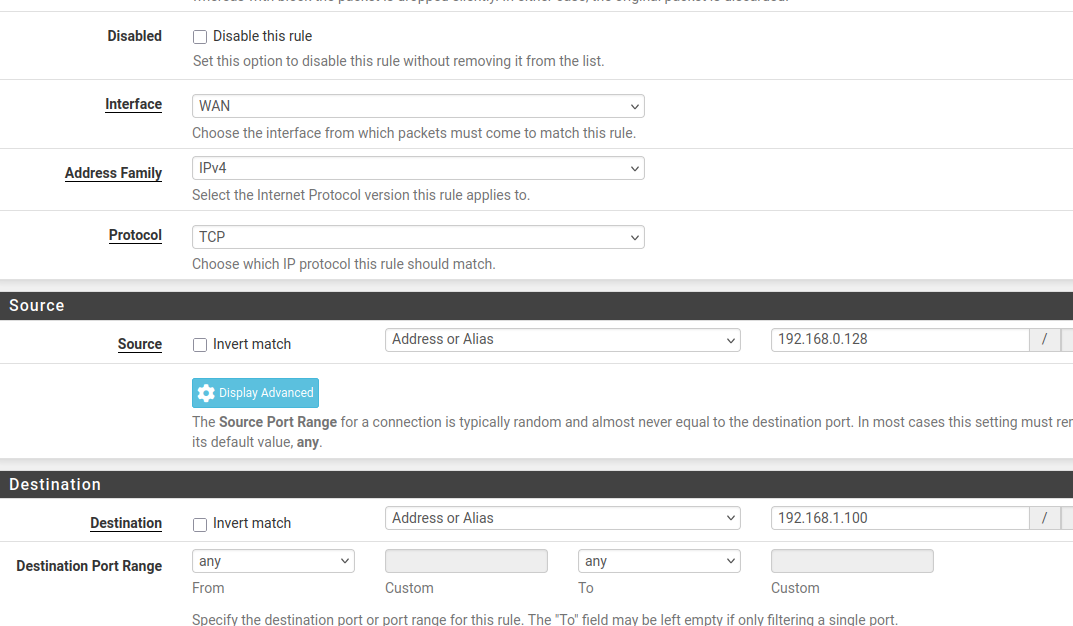 Disabled
Disable this rule
Set this option to disable this rule without removing it from the list.
Interface
WAN
Choose the interface from which packets must come to match this rule.
Address Family
IPv4
Select the Internet Protocol version this rule applies to.
Protocol
TCP
Choose which IP protocol this rule should match.
Source
Source
Invert match
Address or Alias
192.168.0.128
/
Display Advanced
The Source Port Range for a connection is typically random and almost never equal to the destination port. In most cases this setting must
its default value, any.
Destination
Destination
Invert match
Address or Alias
192.168.1.100
/
Destination Port Range
any
any
From
Custom
To
Custom
Specify the destination port or port range for this rule. The "To" field may be left empty if only filtering a single port.